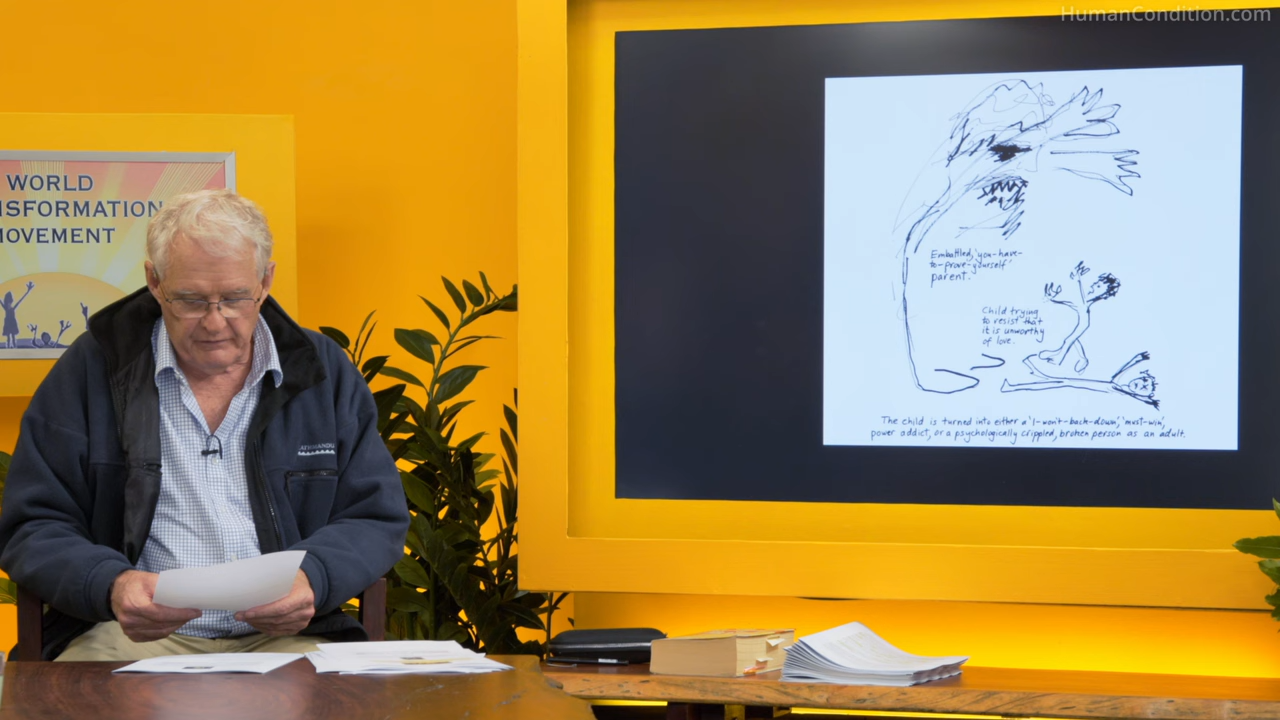 HumanCondition.com
WORLD
NSFORMATION
MOVEMENT
Embattled, 'you-have-
to-prove-yourself'
parent.
Child trying
to resist that
it is unworthy
of love.
The child is turned into either a 'I-won't-back-down', 'must-win',
power addict, or a psychologically crippled, broken person as an adult.